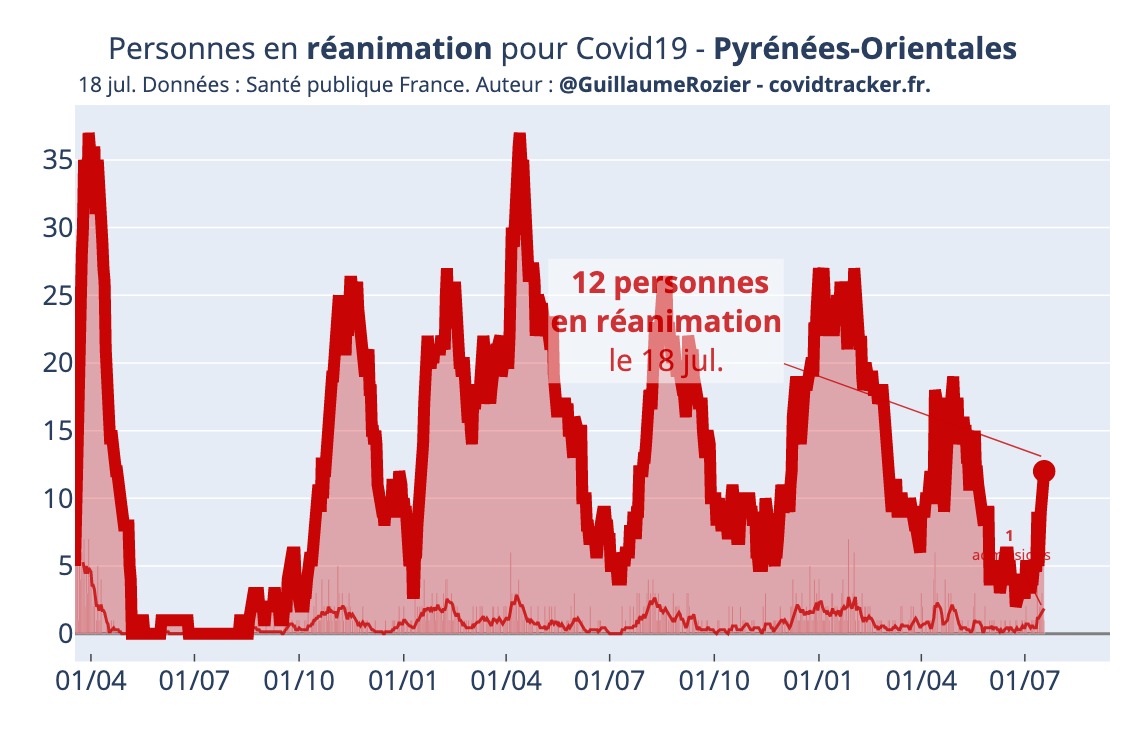 Personnes en réanimation pour Covid19 - Pyrénées-Orientales
18 jul. Données : Santé publique France. Auteur : @GuillaumeRozier - covidtracker.fr.
35
30
25
20
15
10
5
0
12 personnes
en réanimation
le 18 jul.
1
admissions
01/04 01/07 01/10 01/01 01/04 01/07 01/10 01/01 01/04 01/07